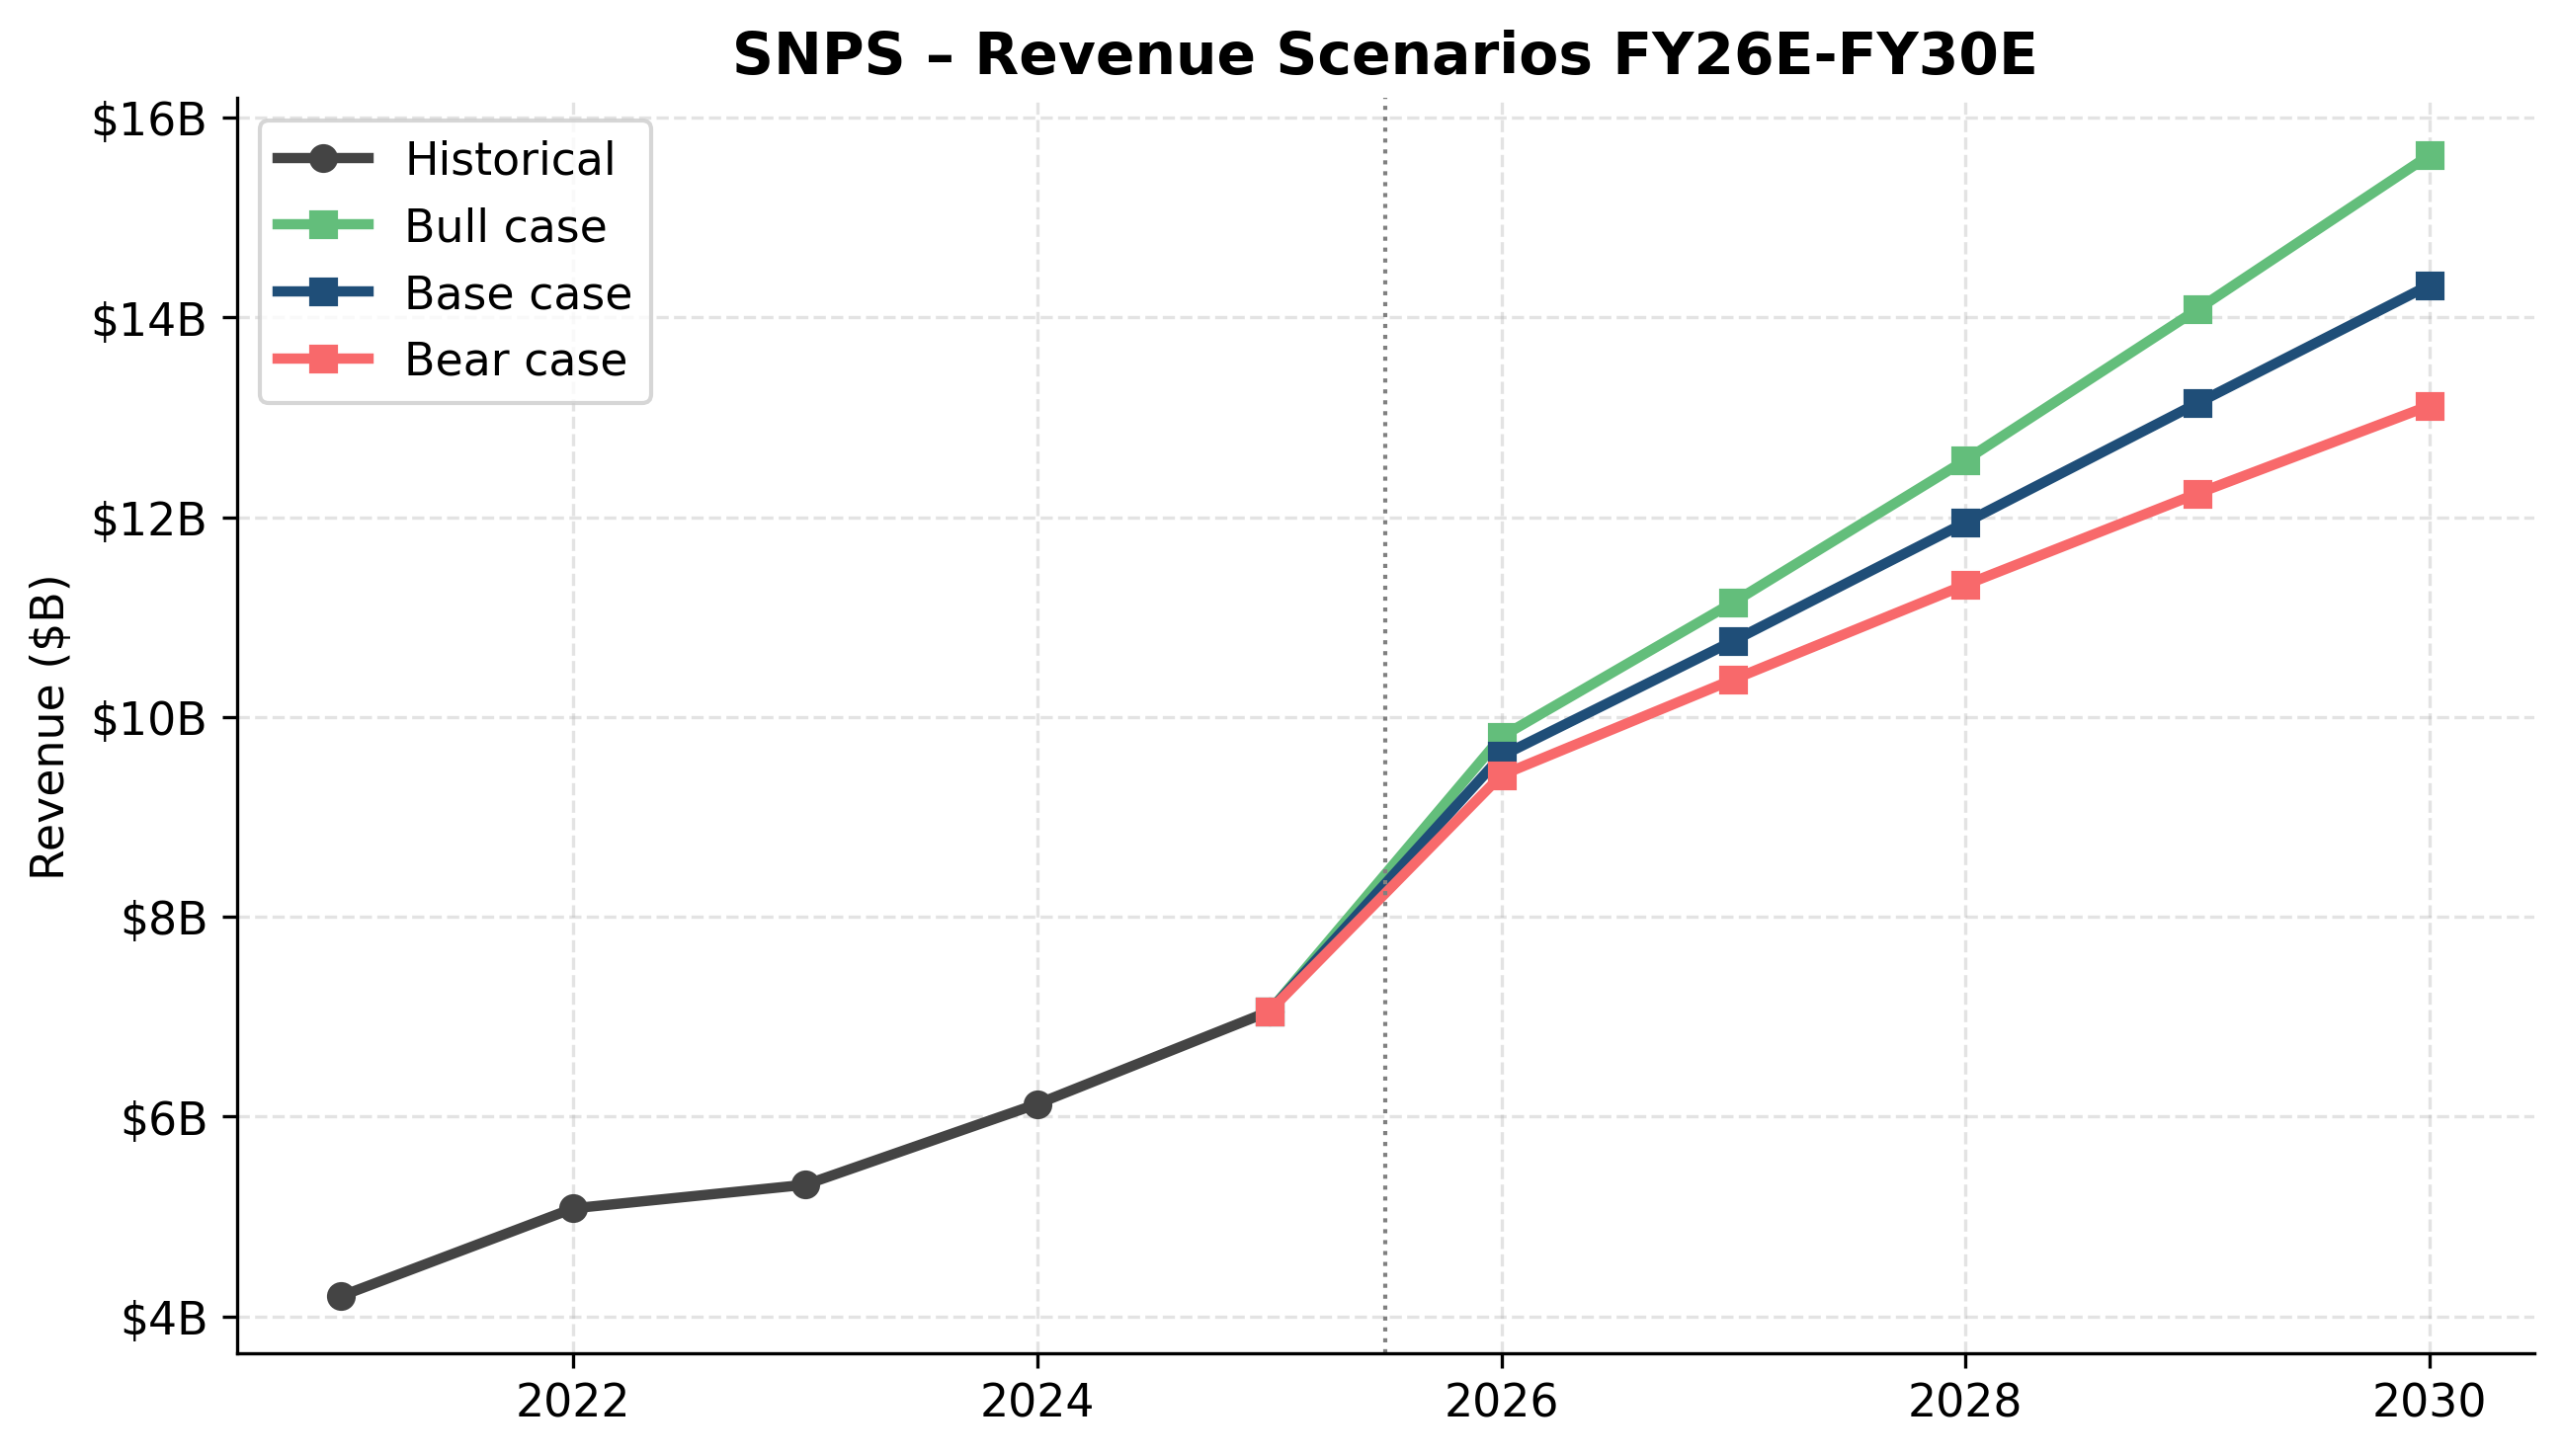 SNPS – Revenue Scenarios FY26E-FY30E
$16B
$14B
$12B
$10B
$8B
$6B
$4B
Revenue ($B)
Historical
Bull case
Base case
Bear case
2022
2024
2026
2028
2030